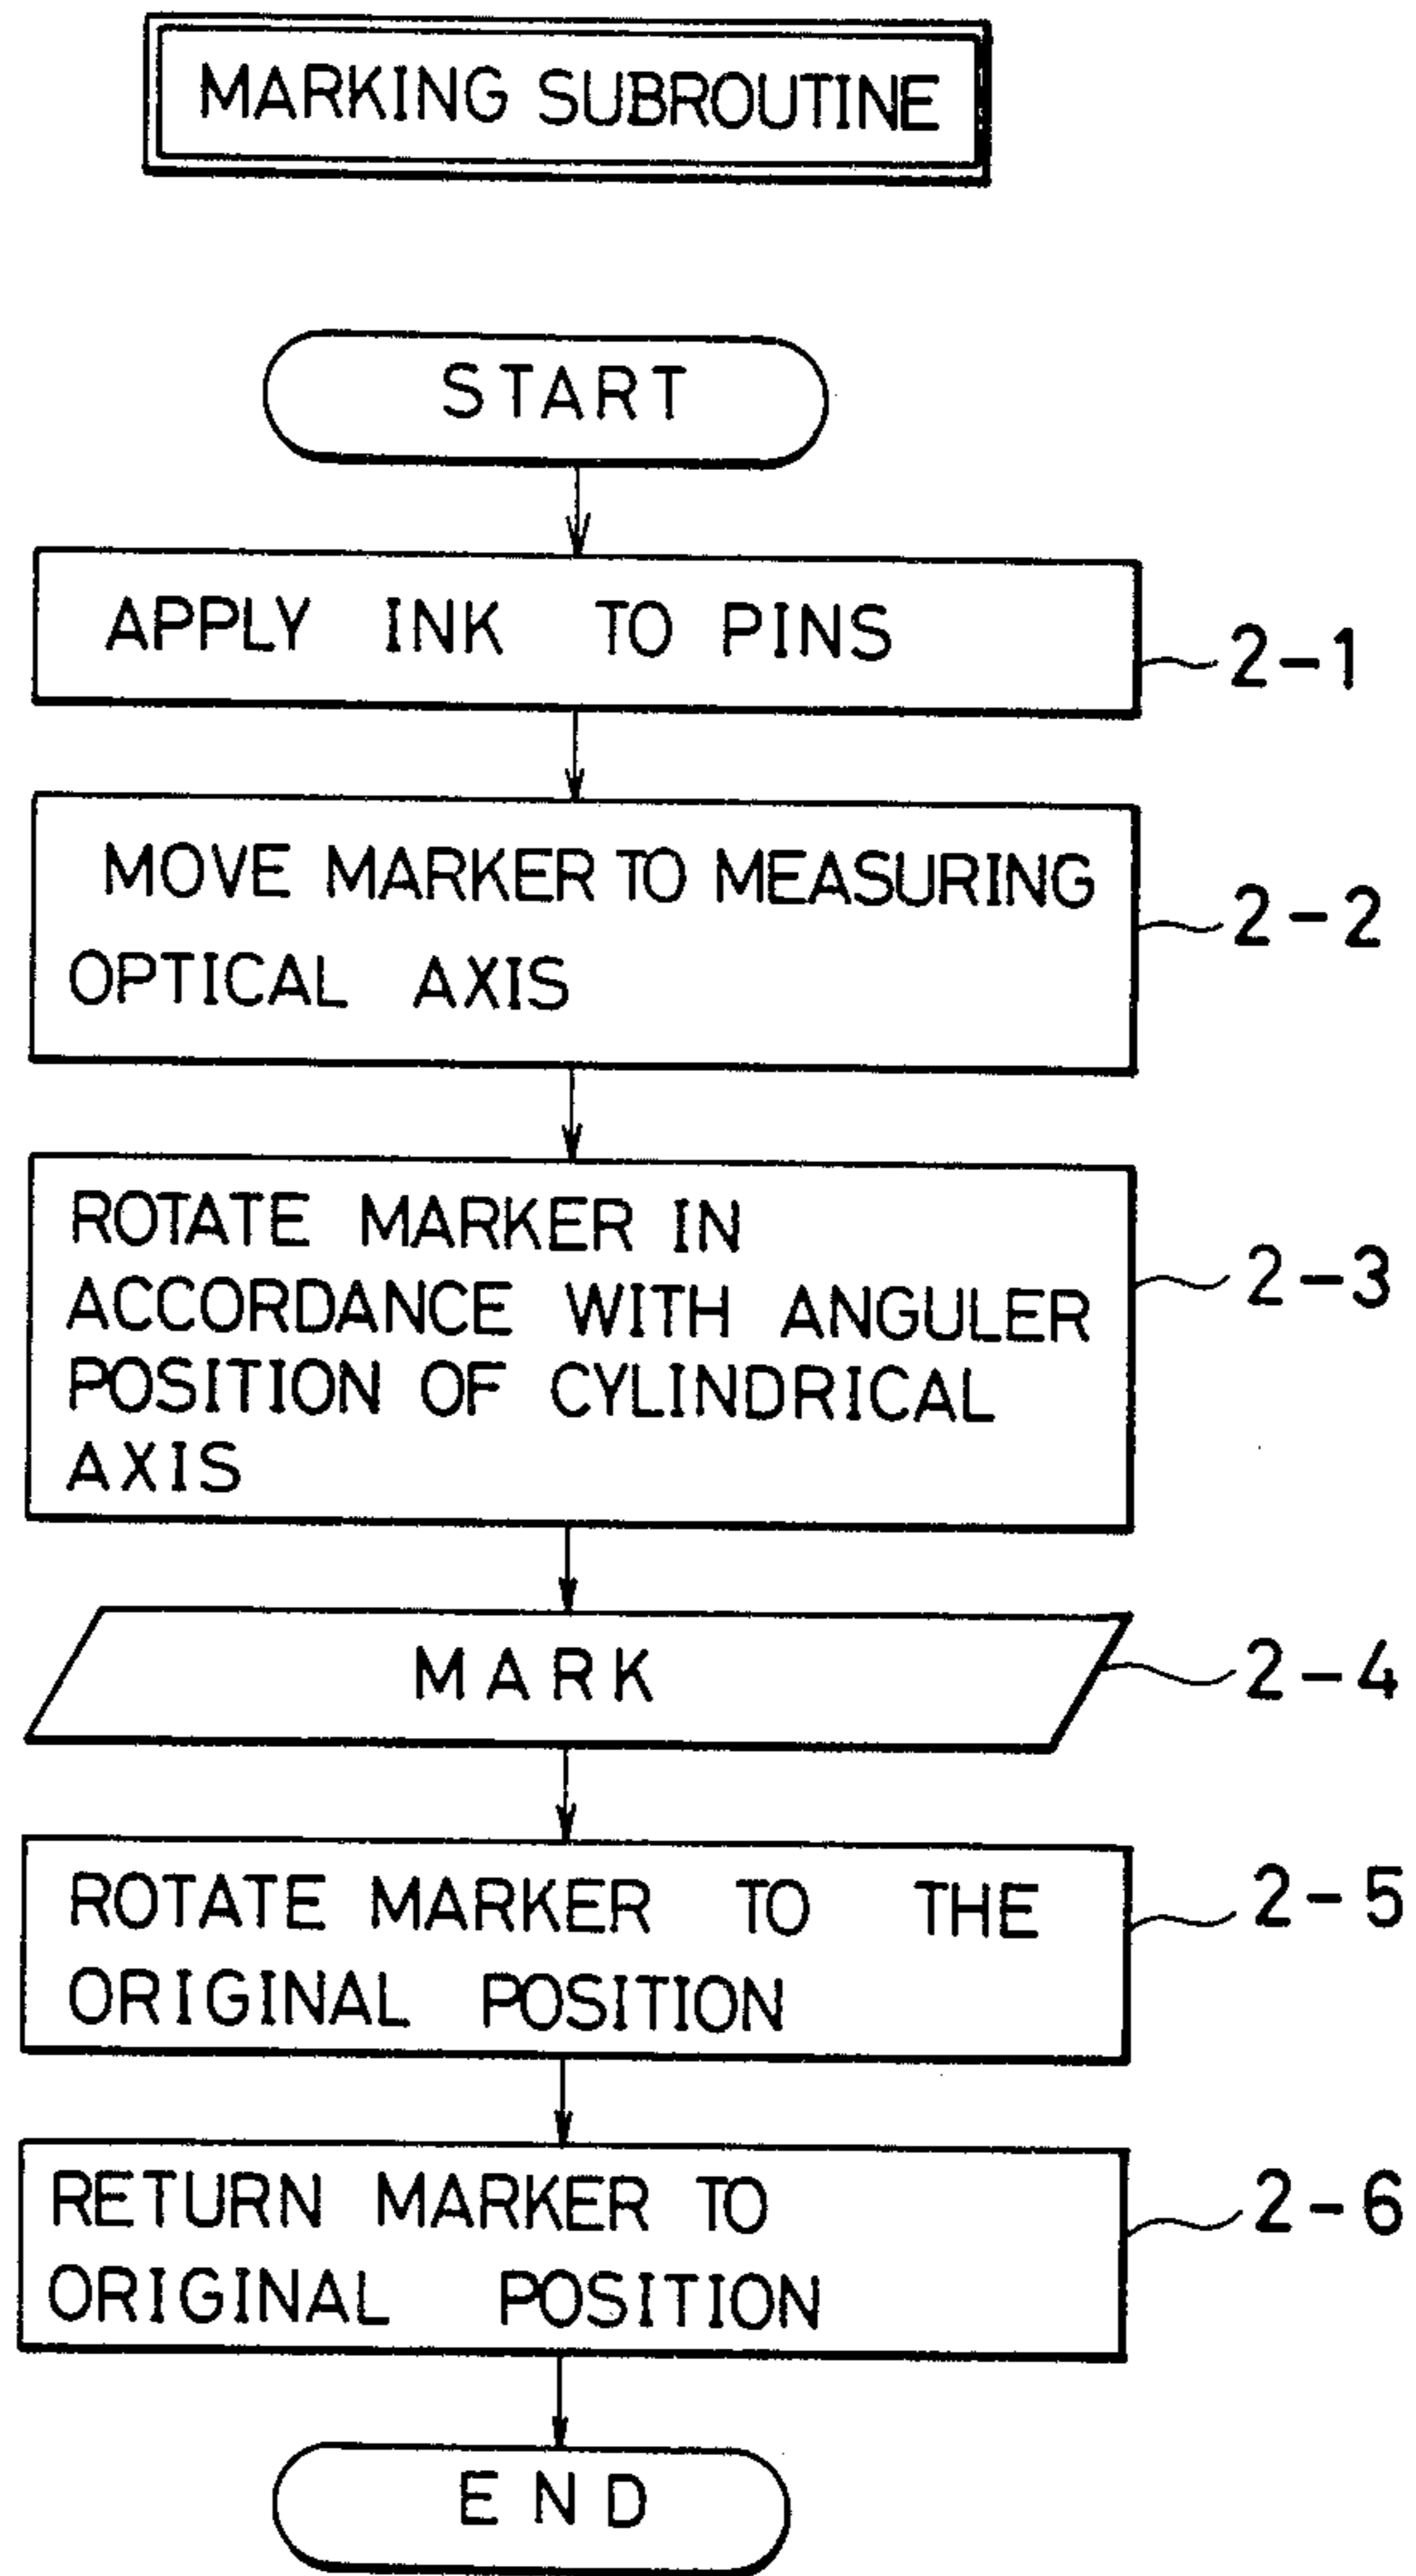 MARKING SUBROUTINE
START
APPLY INK TO PINS
2-1
MOVE MARKER TO MEASURING
OPTICAL AXIS
2-2
ROTATE MARKER IN
ACCORDANCE WITH ANGULER
POSITION OF CYLINDRICAL
AXIS
2-3
MARK
2-4
ROTATE MARKER TO THE
ORIGINAL POSITION
2-5
RETURN MARKER TO
ORIGINAL POSITION
2-6
END